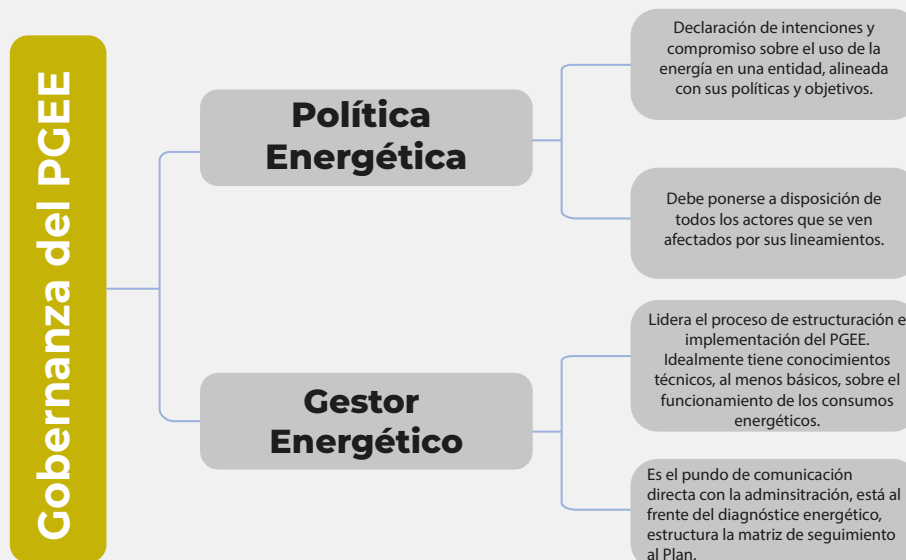 Gobernanza del PGEE
Política
Energética
Declaración de intenciones y
compromiso sobre el uso de la
energía en una entidad, alineada
con sus políticas y objetivos.
Debe ponerse a disposición de
todos los actores que se ven
afectados por sus lineamientos.
Gestor
Energético
Lidera el proceso de estructuración e
implementación del PGEE.
Idealmente tiene conocimientos
técnicos, al menos básicos, sobre el
funcionamiento de los consumos
energéticos.
Es el pundo de comunicación
directa con la adminsitración, está al
frente del diagnóstice energético,
estructura la matriz de seguimiento
al Plan.